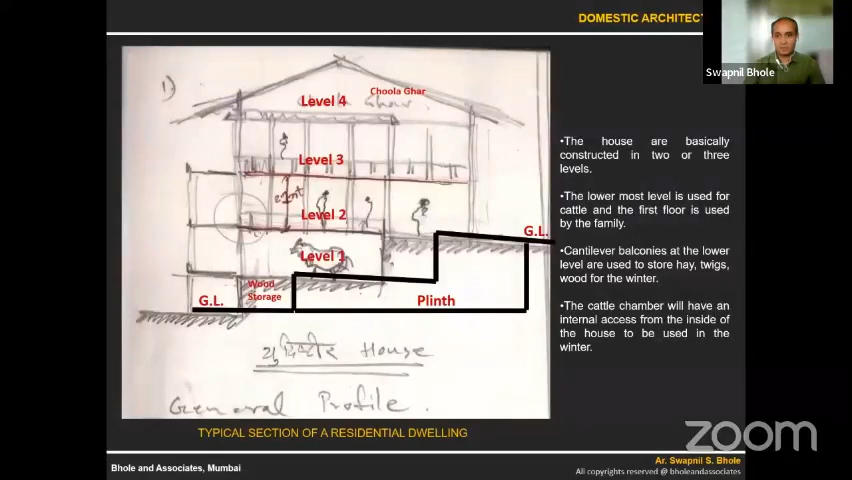 DOMESTIC ARCHITECT
Swapnil Bhole
1)
Choola Ghar
Level 4
Level 3
Level 2
Level 1
G.L.
Wood
Storage
G.L.
Plinth
House
General Profile.
TYPICAL SECTION OF A RESIDENTIAL DWELLING
•The house are basically
constructed in two or three
levels.
•The lower most level is used for
cattle and the first floor is used
by the family.
•Cantilever balconies at the lower
level are used to store hay, twigs,
wood for the winter.
•The cattle chamber will have an
internal access from the inside of
the house to be used in the
winter.
zoom
Bhole and Associates, Mumbai
Ar. Swapnil S. Bhole
All copyrights reserved @ bholeandassociates